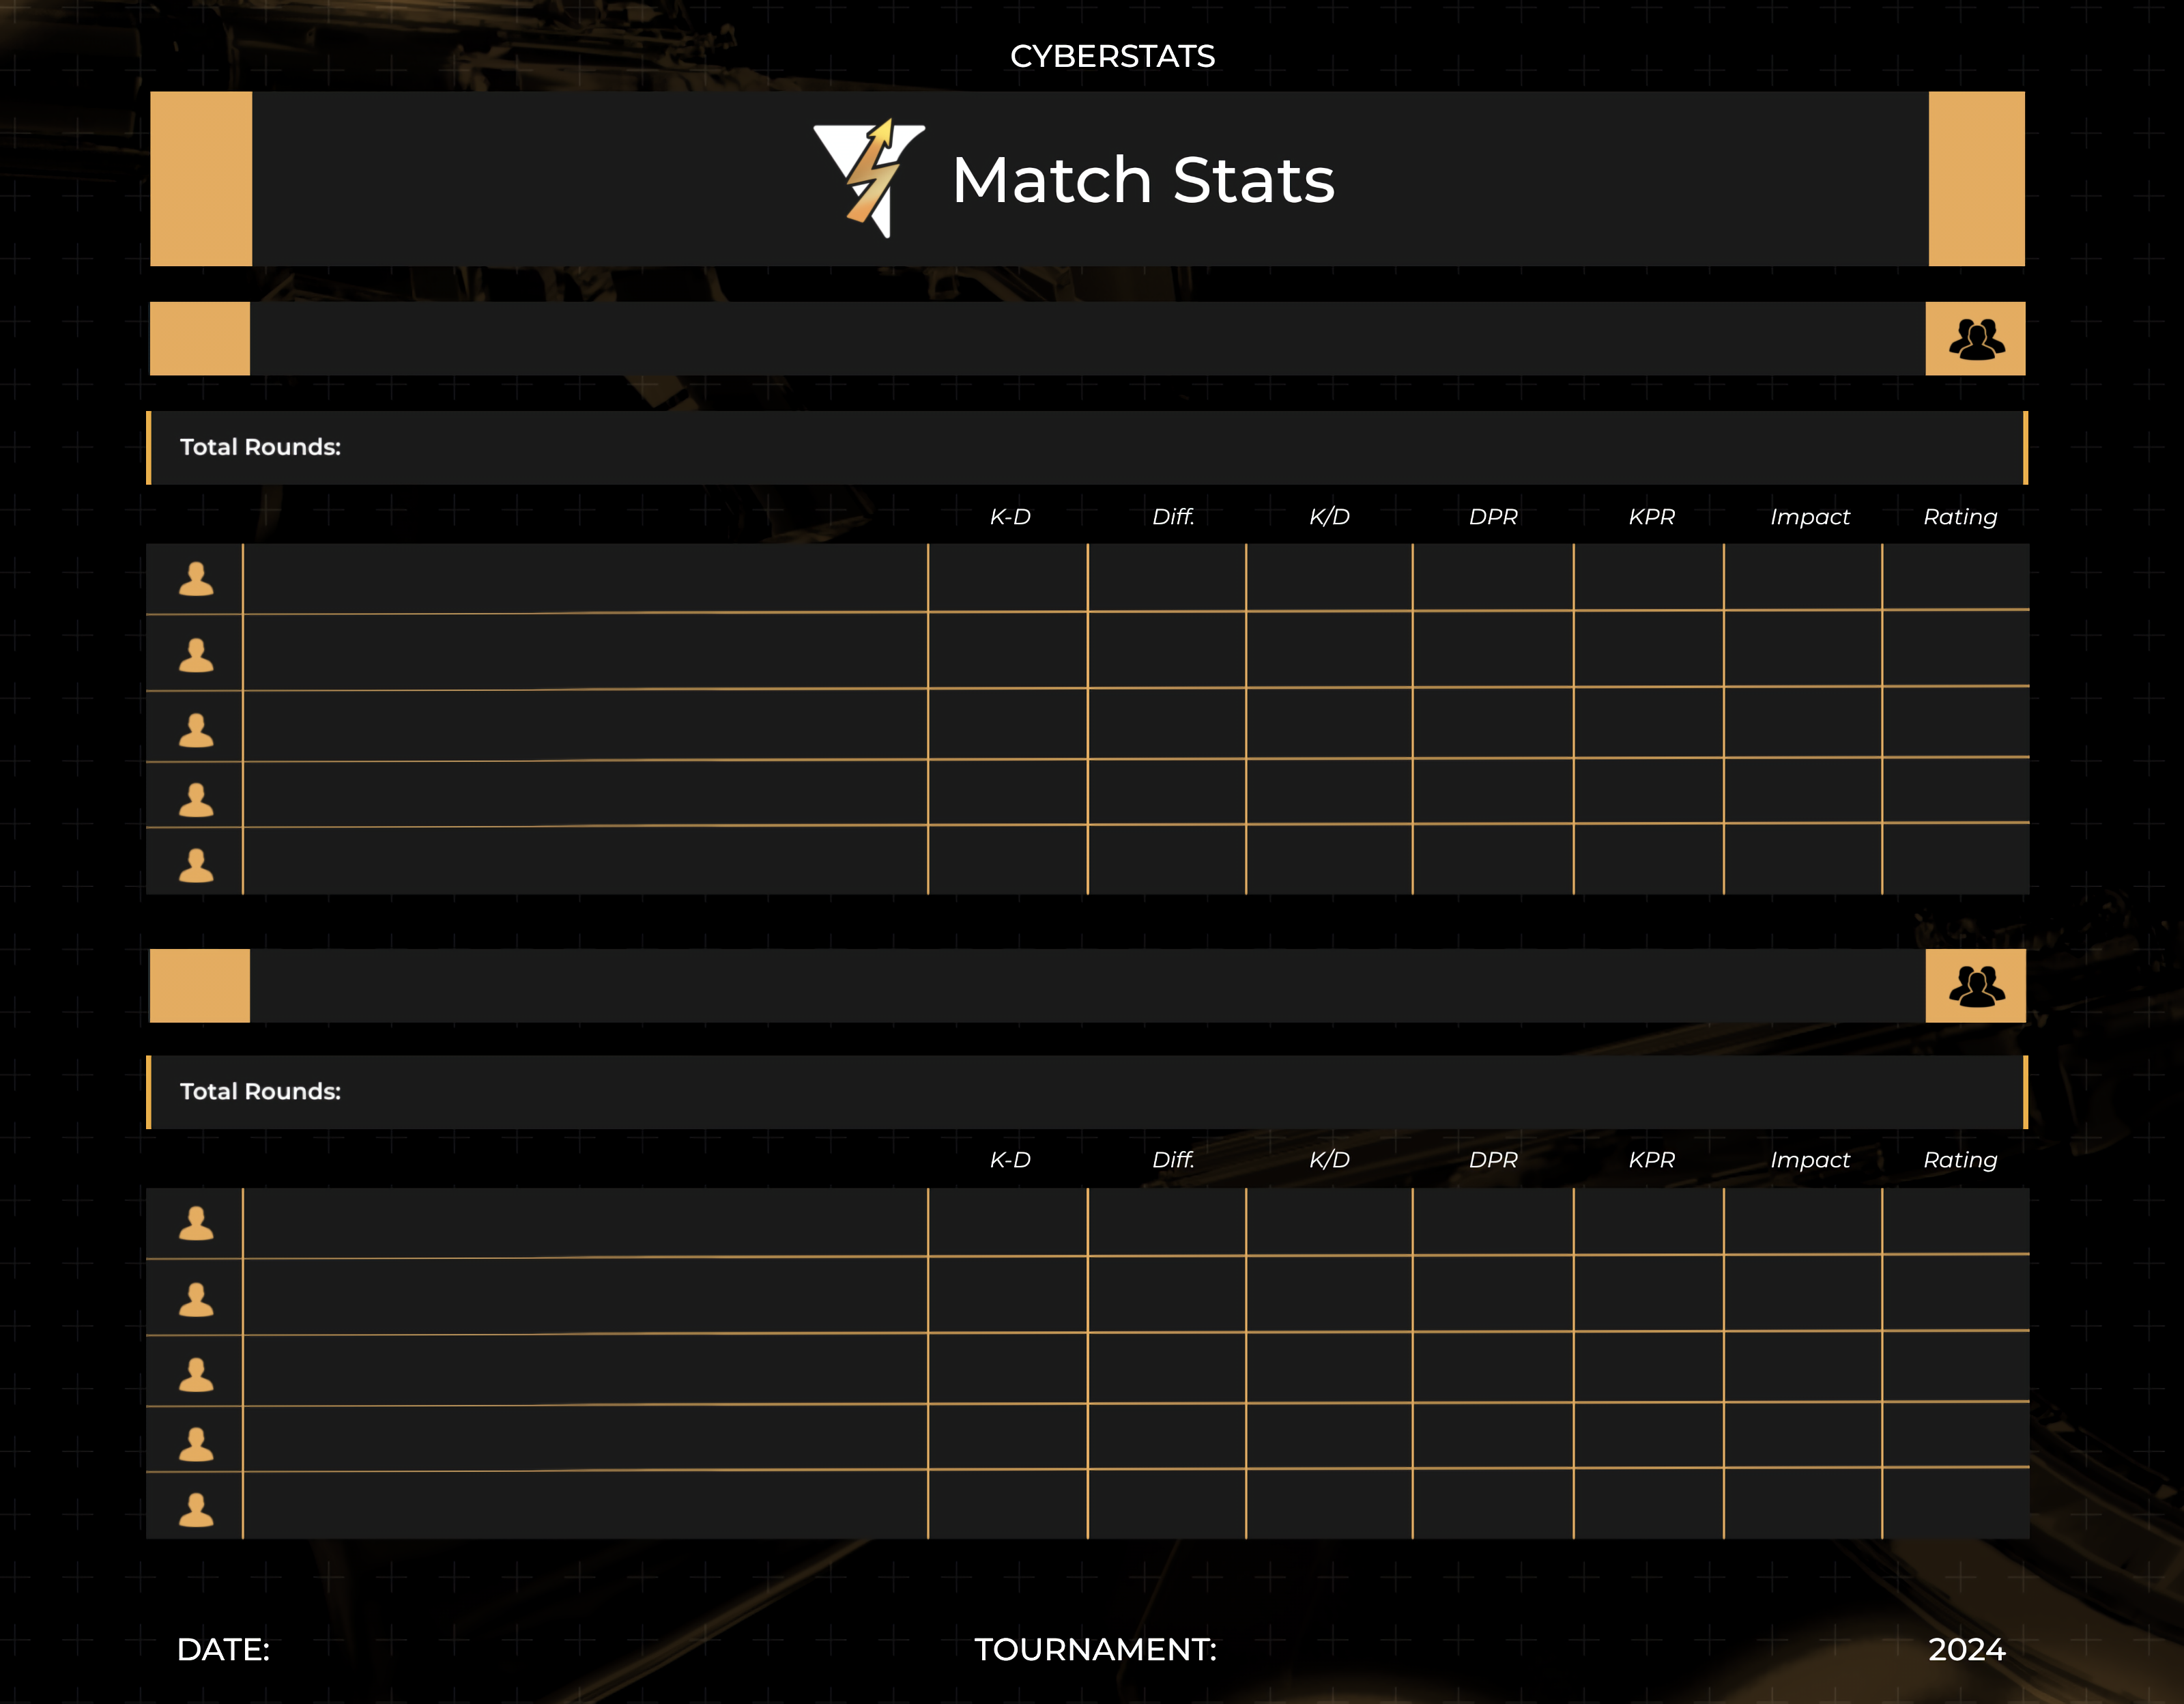 CYBERSTATS
Match Stats
Total Rounds:
K-D Diff. K/D DPR KPR Impact Rating
Total Rounds:
K-D Diff. K/D DPR KPR Impact Rating
DATE: TOURNAMENT: 2024